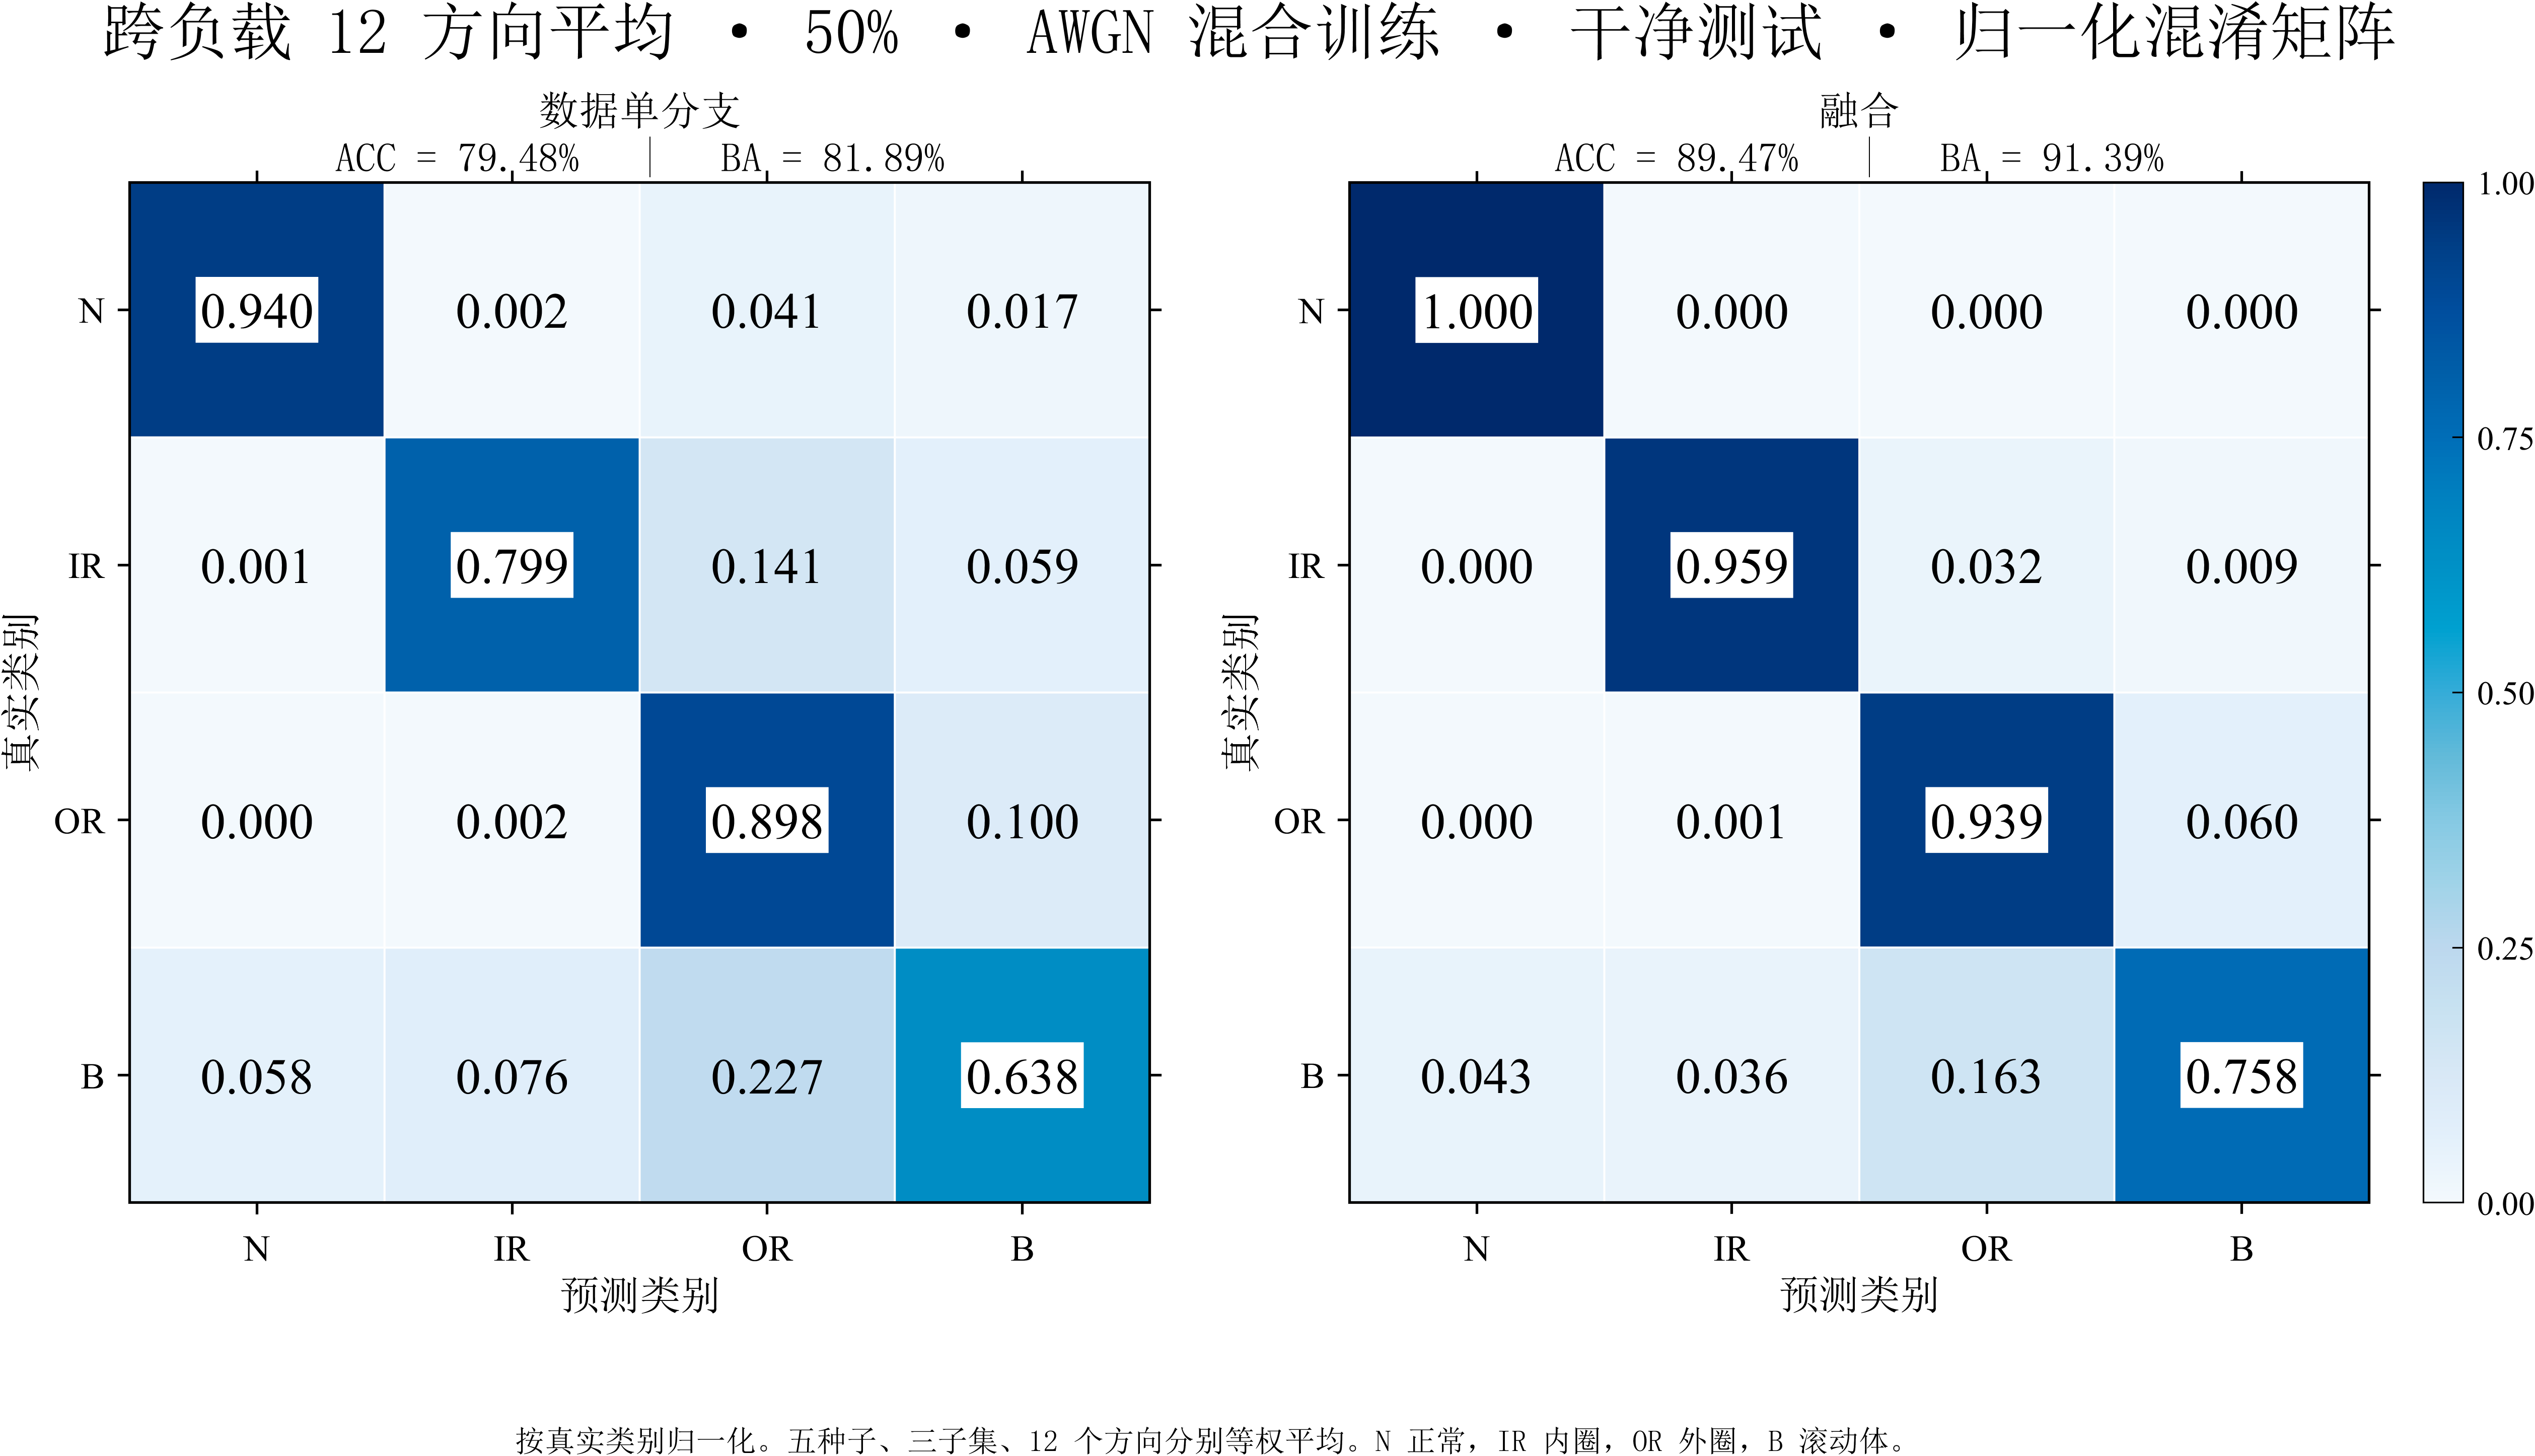 跨负载 12 方向平均 • 50% • AWGN 混合训练 • 干净测试 • 归一化混淆矩阵
数据单分支
ACC = 79.48% | BA = 81.89%
真实类别
N 0.940 0.002 0.041 0.017
IR 0.001 0.799 0.141 0.059
OR 0.000 0.002 0.898 0.100
B 0.058 0.076 0.227 0.638
N IR OR B
预测类别
融合
ACC = 89.47% | BA = 91.39%
真实类别
N 1.000 0.000 0.000 0.000
IR 0.000 0.959 0.032 0.009
OR 0.000 0.001 0.939 0.060
B 0.043 0.036 0.163 0.758
N IR OR B
预测类别
1.00
0.75
0.50
0.25
0.00
按真实类别归一化。五种子、三子集、12 个方向分别等权平均。N 正常，IR 内圈，OR 外圈，B 滚动体。